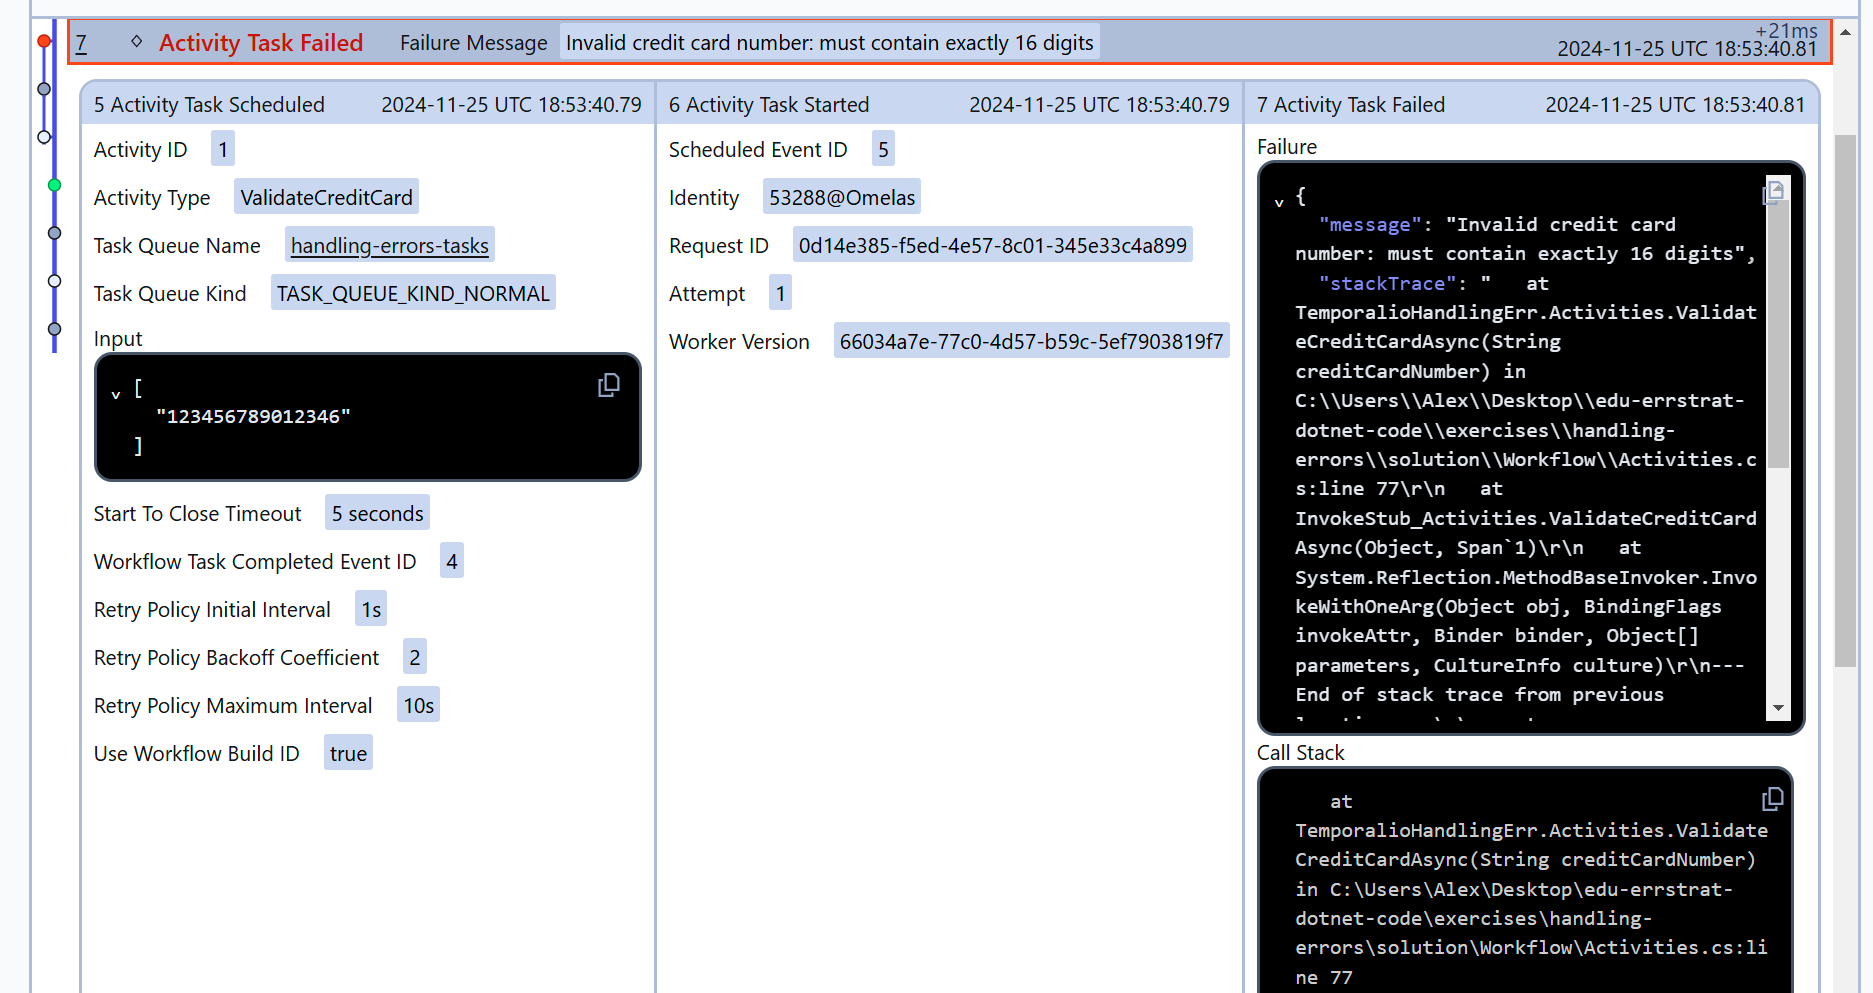 7 Activity Task Failed Failure Message Invalid credit card number: must contain exactly 16 digits +21ms
2024-11-25 UTC 18:53:40.81
5 Activity Task Scheduled 2024-11-25 UTC 18:53:40.79
Activity ID 1
Activity Type ValidateCreditCard
Task Queue Name handling-errors-tasks
Task Queue Kind TASK_QUEUE_KIND_NORMAL
Input
[
"123456789012346"
]
Start To Close Timeout 5 seconds
Workflow Task Completed Event ID 4
Retry Policy Initial Interval 1s
Retry Policy Backoff Coefficient 2
Retry Policy Maximum Interval 10s
Use Workflow Build ID true
6 Activity Task Started 2024-11-25 UTC 18:53:40.79
Scheduled Event ID 5
Identity 53288@Omelas
Request ID 0d14e385-f5ed-4e57-8c01-345e33c4a899
Attempt 1
Worker Version 66034a7e-77c0-4d57-b59c-5ef7903819f7
7 Activity Task Failed 2024-11-25 UTC 18:53:40.81
Failure
{
"message": "Invalid credit card
number: must contain exactly 16 digits",
"stackTrace": "   at
TemporalioHandlingErr.Activities.Validat
eCreditCardAsync(String
creditCardNumber) in
C:\\Users\\Alex\\Desktop\\edu-errstrat-
dotnet-code\\exercises\\handling-
errors\\solution\\Workflow\\Activities.c
s:line 77\r\n   at
InvokeStub_Activities.ValidateCreditCard
Async(Object, Span`1)\r\n   at
System.Reflection.MethodBaseInvoker.Invo
keWithOneArg(Object obj, BindingFlags
invokeAttr, Binder binder, Object[]
parameters, CultureInfo culture)\r\n---
End of stack trace from previous
Call Stack
at
TemporalioHandlingErr.Activities.Validate
CreditCardAsync(String creditCardNumber)
in C:\Users\Alex\Desktop\edu-errstrat-
dotnet-code\exercises\handling-
errors\solution\Workflow\Activities.cs:li
ne 77